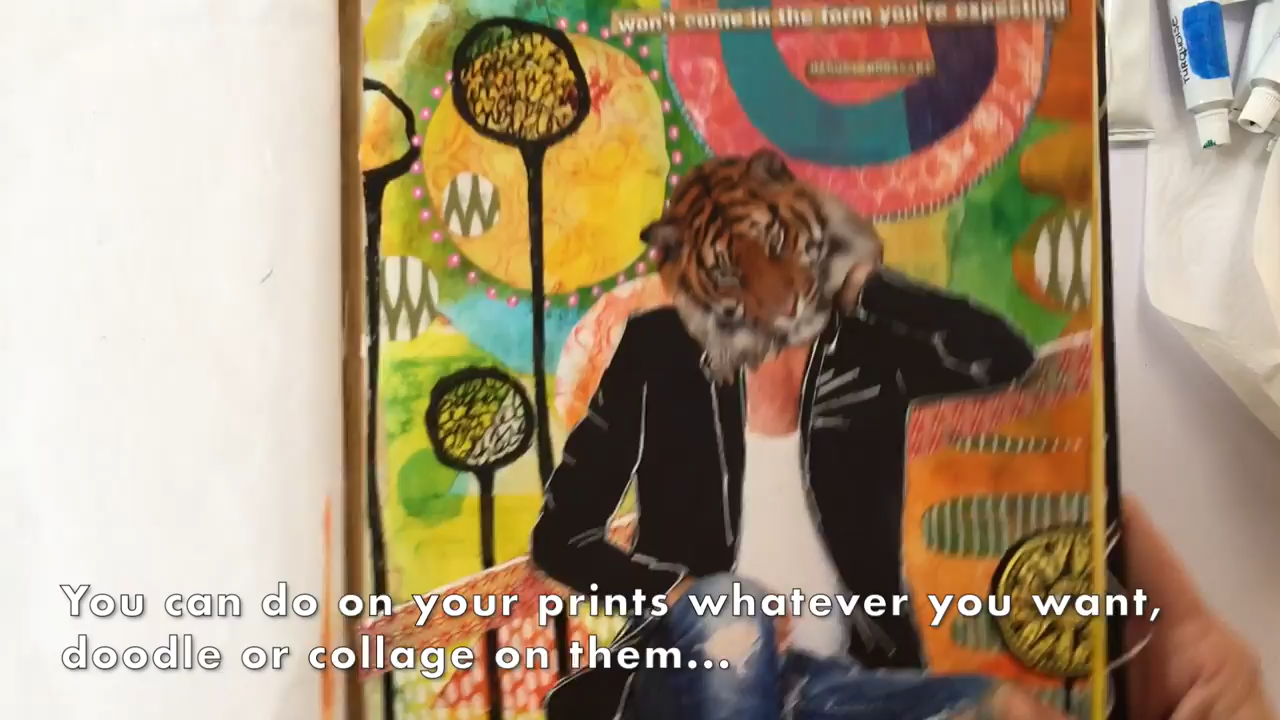 won't come in the form you're expecting
TURQUOISE
You can do on your prints whatever you want,
doodle or collage on them...